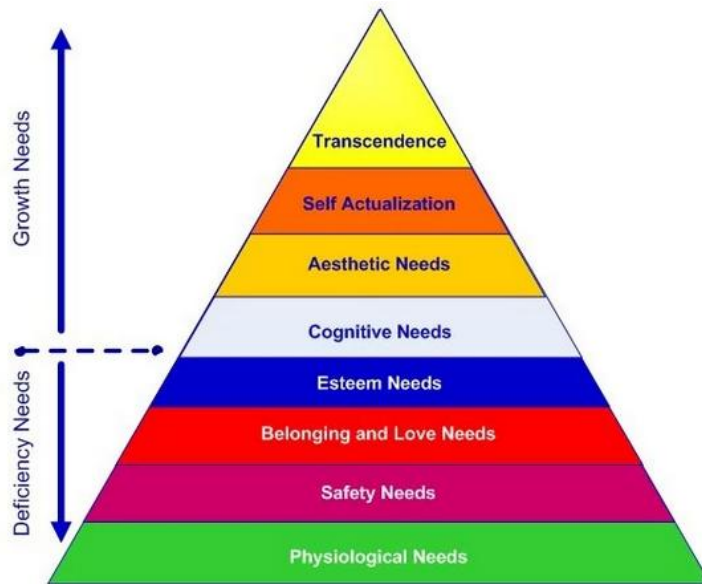 Growth Needs
Deficiency Needs
Transcendence
Self Actualization
Aesthetic Needs
Cognitive Needs
Esteem Needs
Belonging and Love Needs
Safety Needs
Physiological Needs